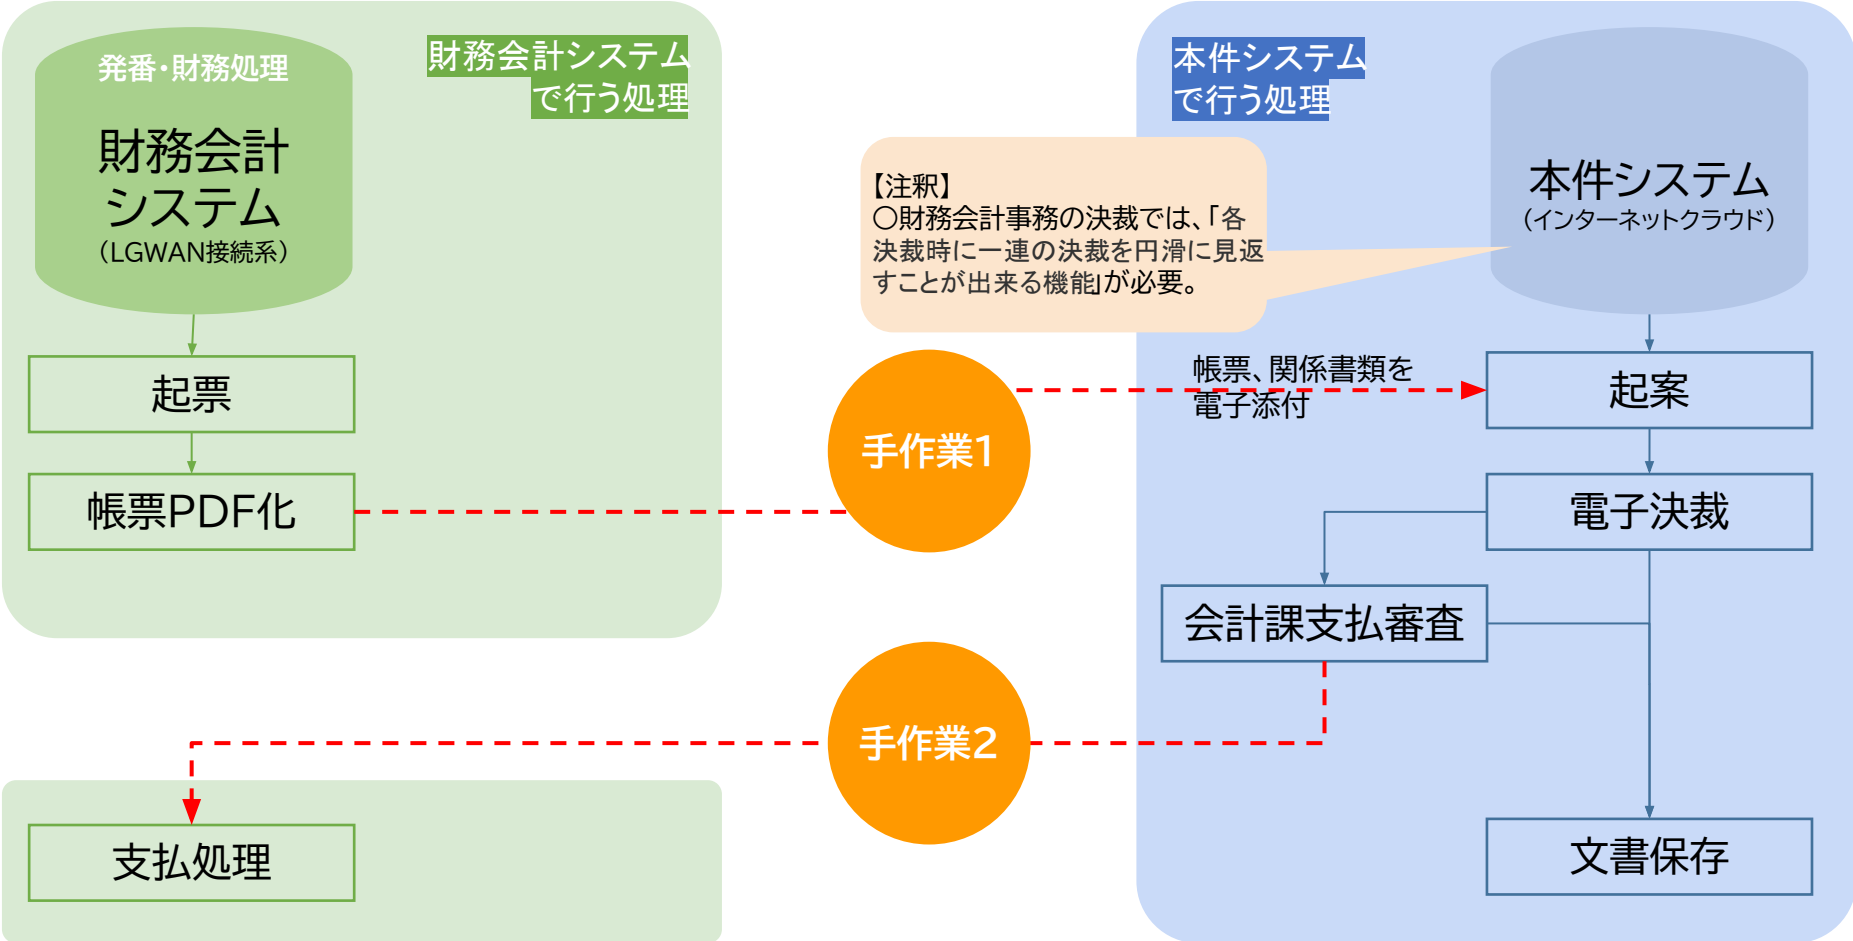 発番・財務処理
財務会計
システム
（LGWAN接続系）
財務会計システム
で行う処理
起票
帳票PDF化
本件システム
で行う処理
【注釈】
〇財務会計事務の決裁では、「各
決裁時に一連の決裁を円滑に見返
すことが出来る機能」が必要。
本件システム
（インターネットクラウド）
手作業1
帳票、関係書類を
電子添付
起案
電子決裁
会計課支払審査
手作業2
支払処理
文書保存